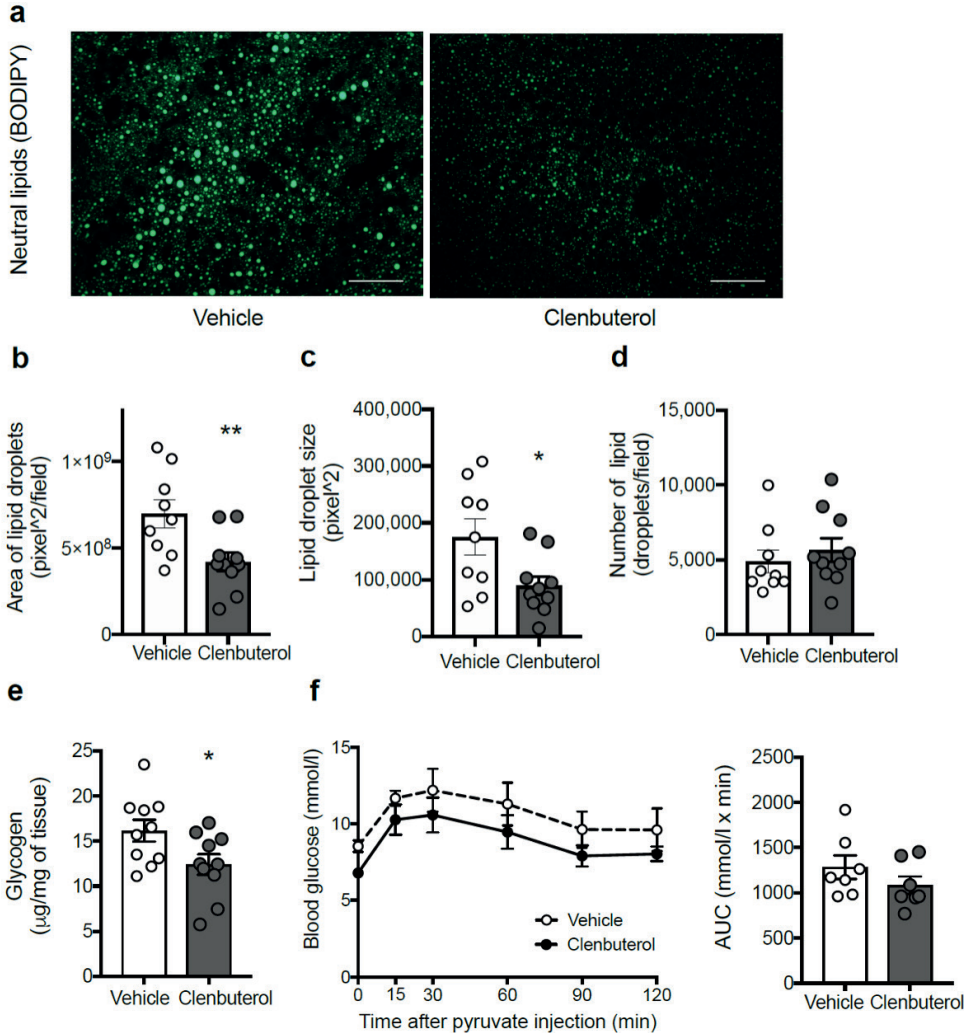 a
Neutral lipids (BODIPY)
Vehicle
Clenbuterol
b
Area of lipid droplets
(pixel^2/field)
1×10⁹
5×10⁸
0
**
Vehicle Clenbuterol
c
Lipid droplet size
(pixel^2)
400,000
300,000
200,000
100,000
0
*
Vehicle Clenbuterol
d
Number of lipid
(dropplets/field)
15,000
10,000
5,000
0
Vehicle Clenbuterol
e
Glycogen
(µg/mg of tissue)
25
20
15
10
5
0
*
Vehicle Clenbuterol
f
Blood glucose (mmol/l)
15
10
5
0
Vehicle
Clenbuterol
0 15 30 60 90 120
Time after pyruvate injection (min)
AUC (mmol/l x min)
2500
2000
1500
1000
500
0
Vehicle Clenbuterol